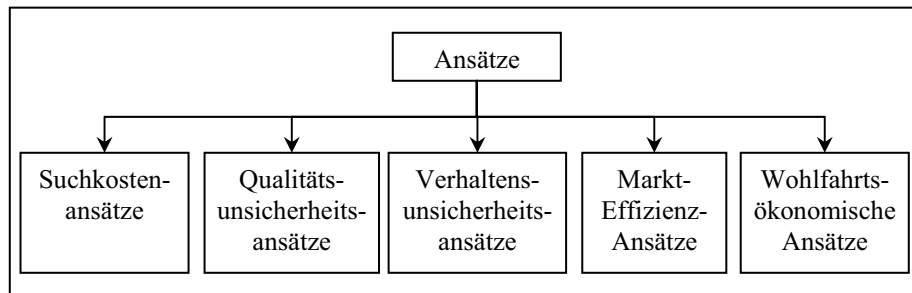 Ansätze
Suchkosten-
ansätze
Qualitäts-
unsicherheits-
ansätze
Verhaltens-
unsicherheits-
ansätze
Markt-
Effizienz-
Ansätze
Wohlfahrts-
ökonomische
Ansätze